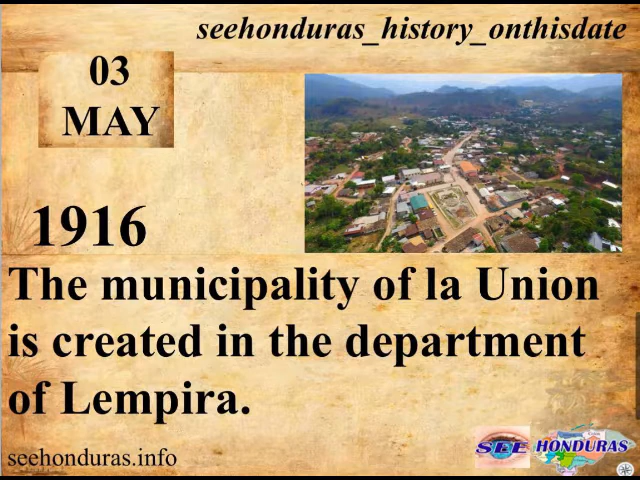 seehonduras_history_onthisdate
03
MAY
1916
The municipality of la Union
is created in the department
of Lempira.
seehonduras.info
SEE HONDURAS